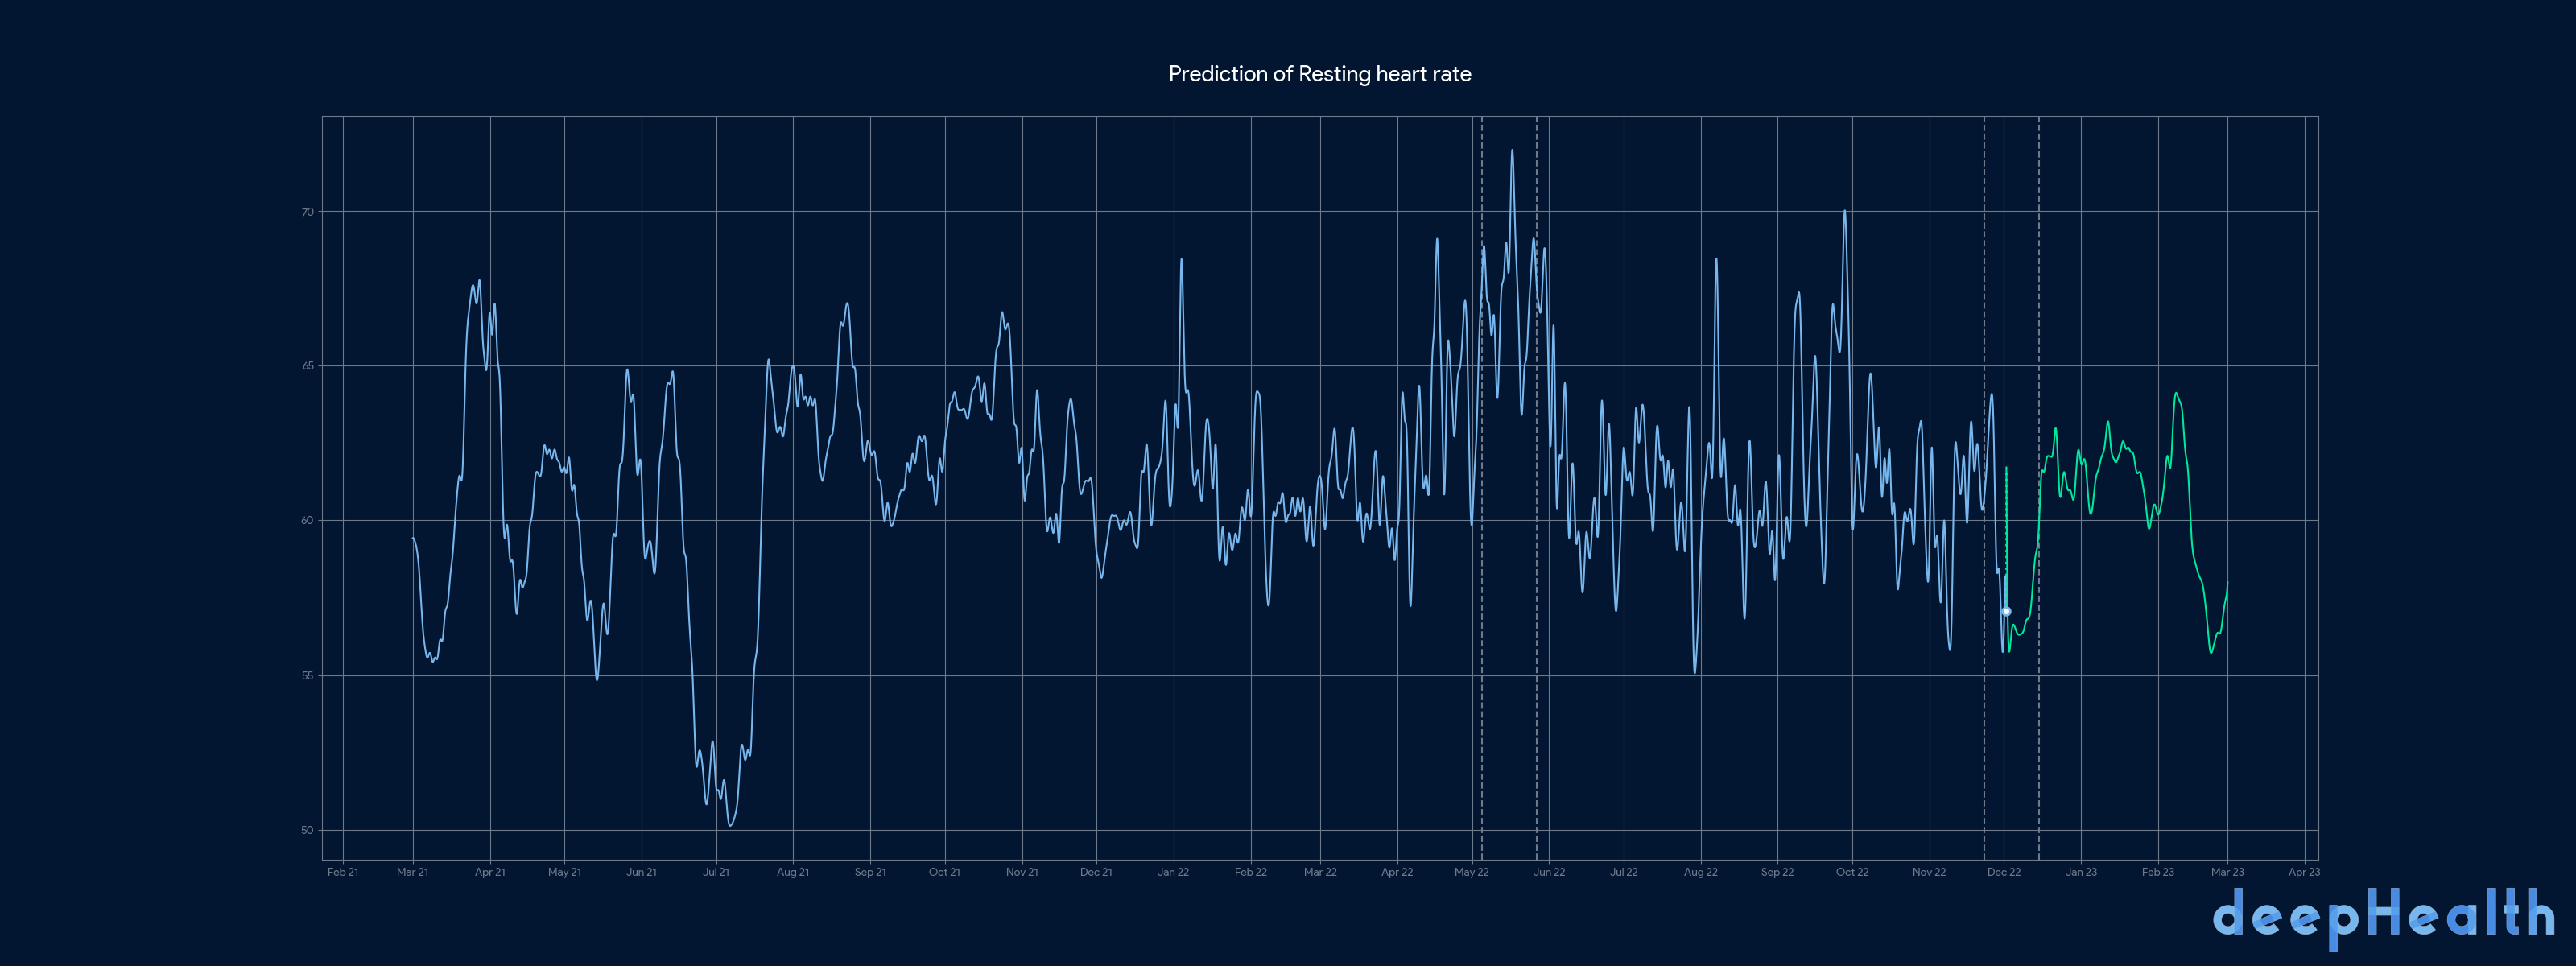 Prediction of Resting heart rate
70
65
60
55
50
Feb 21 Mar 21 Apr 21 May 21 Jun 21 Jul 21 Aug 21 Sep 21 Oct 21 Nov 21 Dec 21 Jan 22 Feb 22 Mar 22 Apr 22 May 22 Jun 22 Jul 22 Aug 22 Sep 22 Oct 22 Nov 22 Dec 22 Jan 23 Feb 23 Mar 23 Apr 23
deepHealth